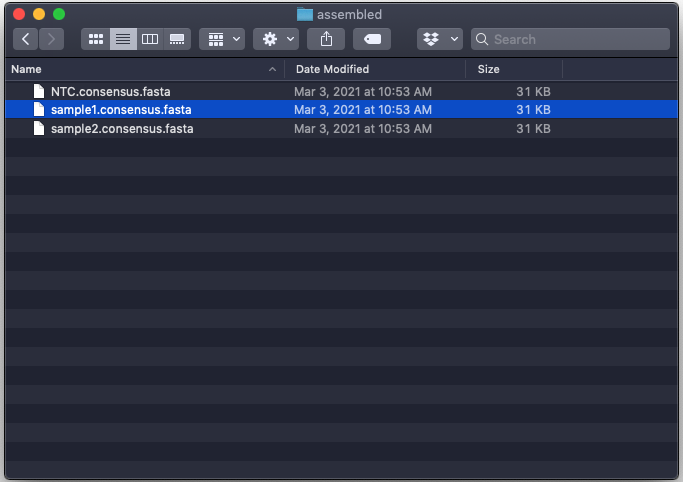 assembled
Search
Name Date Modified Size
NTC.consensus.fasta Mar 3, 2021 at 10:53 AM 31 KB
sample1.consensus.fasta Mar 3, 2021 at 10:53 AM 31 KB
sample2.consensus.fasta Mar 3, 2021 at 10:53 AM 31 KB